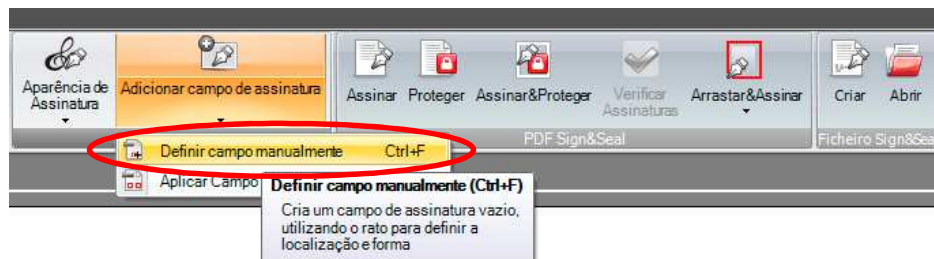 Aparência de
Assinatura
Adicionar campo de assinatura
Assinar
Proteger
Assinar&Proteger
Verificar
Assinaturas
Arrastar&Assinar
Criar
Abrir
PDF Sign&Seal
Ficheiro Sign&Sea
Definir campo manualmente Ctrl+F
Aplicar Campo
Definir campo manualmente (Ctrl+F)
Cria um campo de assinatura vazio,
utilizando o rato para definir a
localização e forma